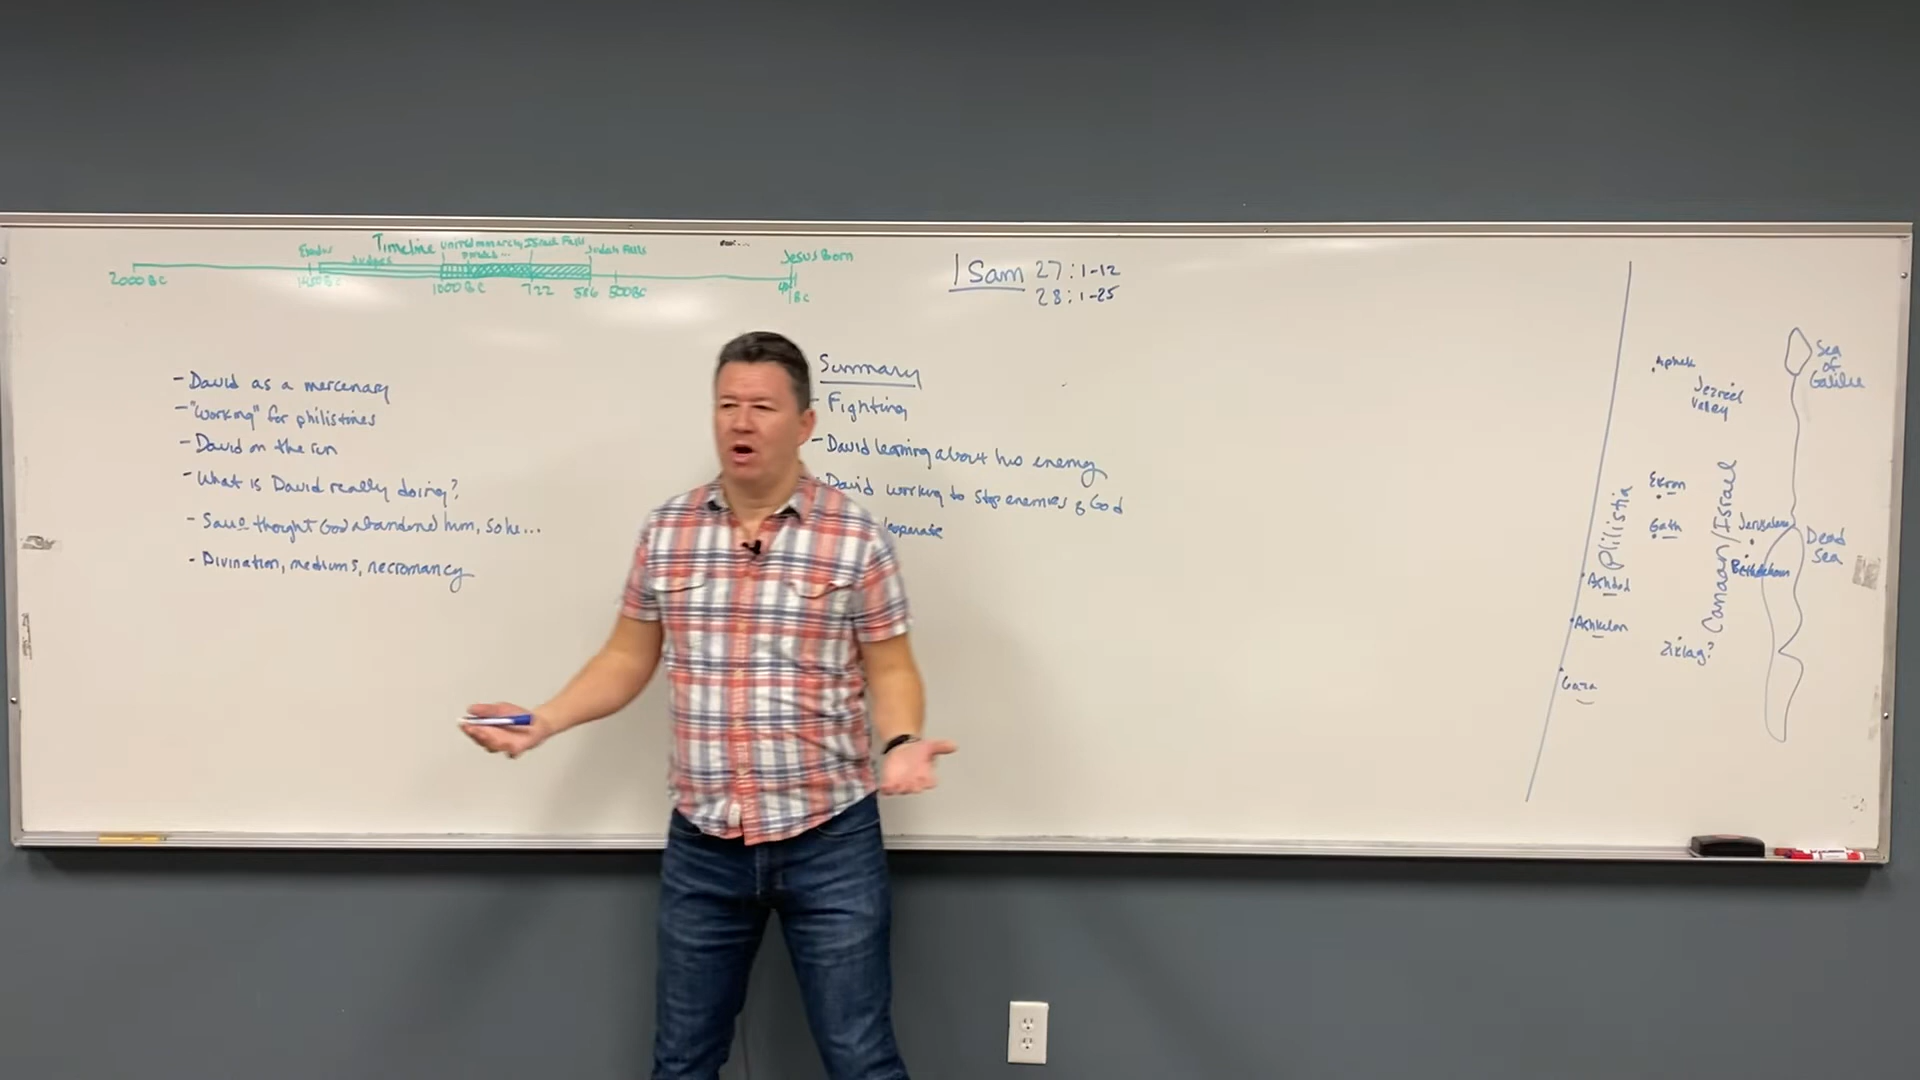 Exodus Timeline United monarchy Israel Falls Judah Falls
Judges
Jesus Born
2000 BC 1400 BC 1000 BC 722 586 500 BC
1 BC
1 Sam 27:1-12
28:1-25
- David as a mercenary
- "Working" for philistines
- David on the run
- What is David really doing?
- Saul thought God abandoned him, so he...
- Divination, mediums, necromancy
Summary
- Fighting
- David learning about his enemy
- David working to stop enemies of God
Sea
of
Galilee
Aphek
Jezreel
Valley
Ekron
Gath
Philistia
Canaan/Israel
Jerusalem
Dead
Sea
Bethlehem
Ashdod
Ashkelon
Ziklag?
Gaza